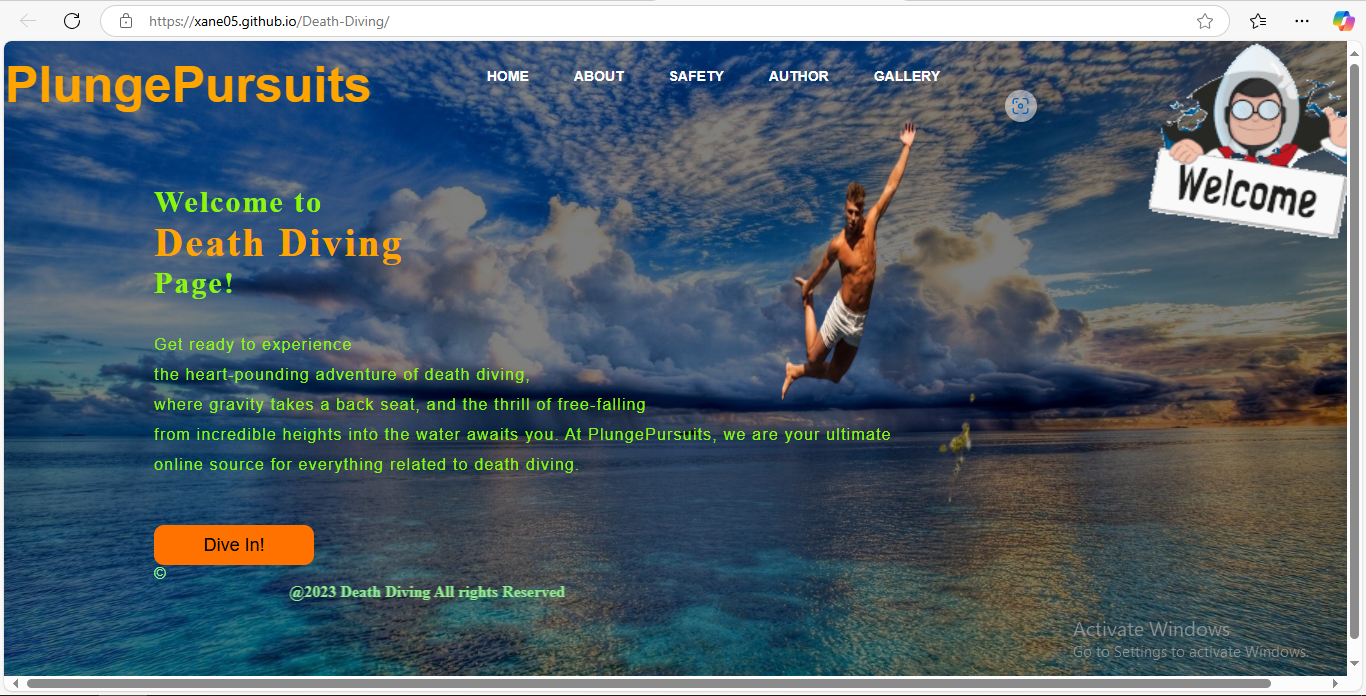 https://xane05.github.io/Death-Diving/
PlungePursuits
HOME ABOUT SAFETY AUTHOR GALLERY
Welcome
Welcome to
Death Diving
Page!
Get ready to experience
the heart-pounding adventure of death diving,
where gravity takes a back seat, and the thrill of free-falling
from incredible heights into the water awaits you. At PlungePursuits, we are your ultimate
online source for everything related to death diving.
Dive In!
©
@2023 Death Diving All rights Reserved
Activate Windows
Go to Settings to activate Windows.